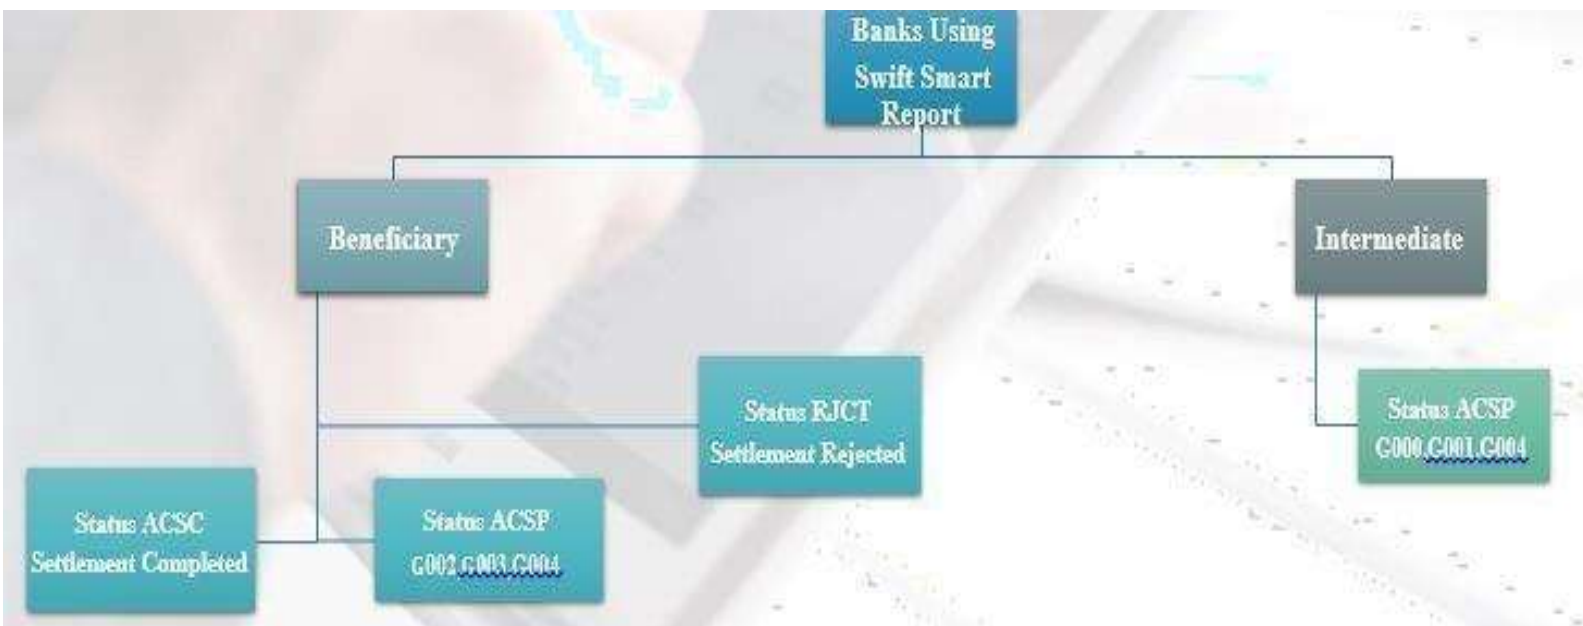 Banks Using
Swift Smart
Report
Beneficiary
Intermediate
Status RJCT
Settlement Rejected
Status ACSP
G000,G001,G004
Status ACSC
Settlement Completed
Status ACSP
G002,G003,G004